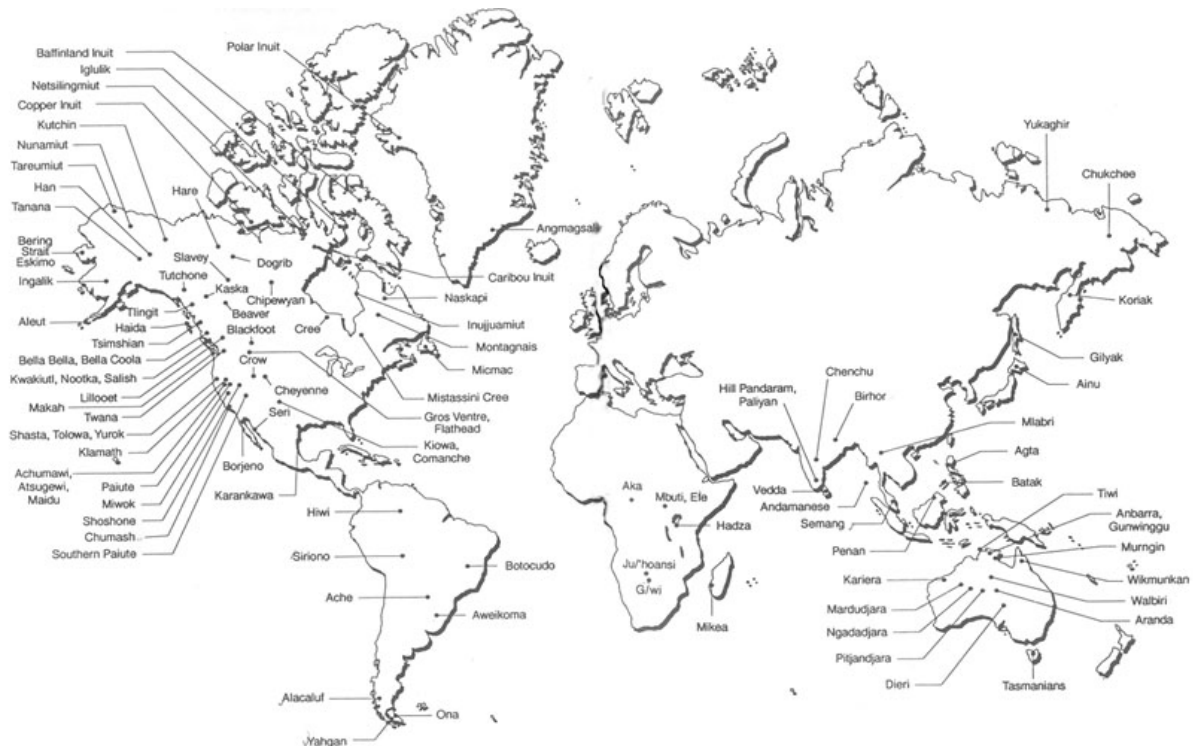 Baffinland Inuit
Polar Inuit
Iglulik
Netsilingmiut
Copper Inuit
Kutchin
Nunamiut
Tareumiut
Han
Tanana
Hare
Bering
Strait
Eskimo
Ingalik
Slavey
Tutchone
Dogrib
Kaska
Chipewyan
Tlingit
Beaver
Aleut
Haida
Blackfoot
Cree
Tsimshian
Bella Bella, Bella Coola
Kwakiutl, Nootka, Salish
Crow
Lillooet
Cheyenne
Makah
Twana
Seri
Shasta, Tolowa, Yurok
Klamath
Borjeno
Achumawi,
Atsugewi,
Maidu
Paiute
Karankawa
Miwok
Shoshone
Chumash
Southern Paiute
Angmagsalik
Caribou Inuit
Naskapi
Inujjuamiut
Montagnais
Micmac
Mistassini Cree
Gros Ventre,
Flathead
Kiowa,
Comanche
Hiwi
Siriono
Botocudo
Ache
Aweikoma
Alacaluf
Ona
Yahgan
Aka
Mbuti, Efe
Hadza
Ju/'hoansi
G/wi
Mikea
Yukaghir
Chukchee
Koriak
Gilyak
Ainu
Hill Pandaram,
Paliyan
Chenchu
Birhor
Mlabri
Agta
Batak
Vedda
Andamanese
Semang
Penan
Tiwi
Anbarra,
Gunwinggu
Murngin
Kariera
Wikmunkan
Mardudjara
Walbiri
Ngadadjara
Aranda
Pitjandjara
Dieri
Tasmanians